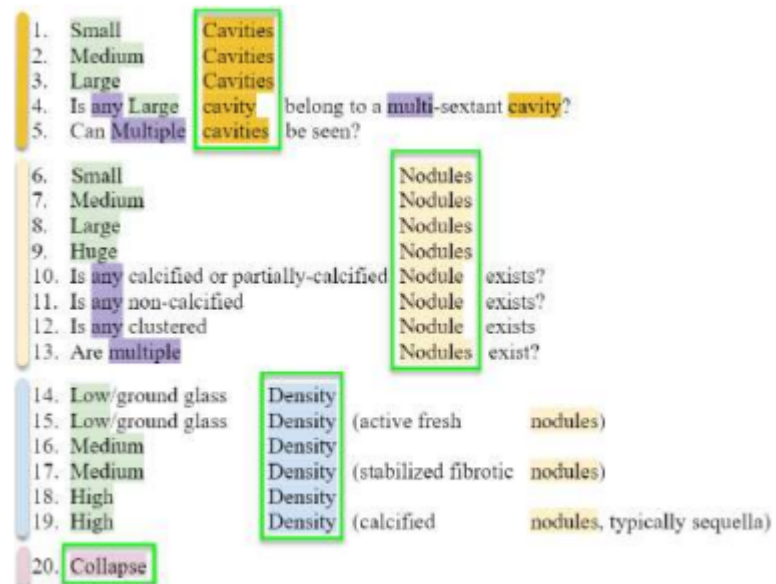 1. Small Cavities
2. Medium Cavities
3. Large Cavities
4. Is any Large cavity belong to a multi-sextant cavity?
5. Can Multiple cavities be seen?
6. Small Nodules
7. Medium Nodules
8. Large Nodules
9. Huge Nodules
10. Is any calcified or partially-calcified Nodule exists?
11. Is any non-calcified Nodule exists?
12. Is any clustered Nodule exists
13. Are multiple Nodules exist?
14. Low/ground glass Density
15. Low/ground glass Density (active fresh nodules)
16. Medium Density
17. Medium Density (stabilized fibrotic nodules)
18. High Density
19. High Density (calcified nodules, typically sequella)
20. Collapse